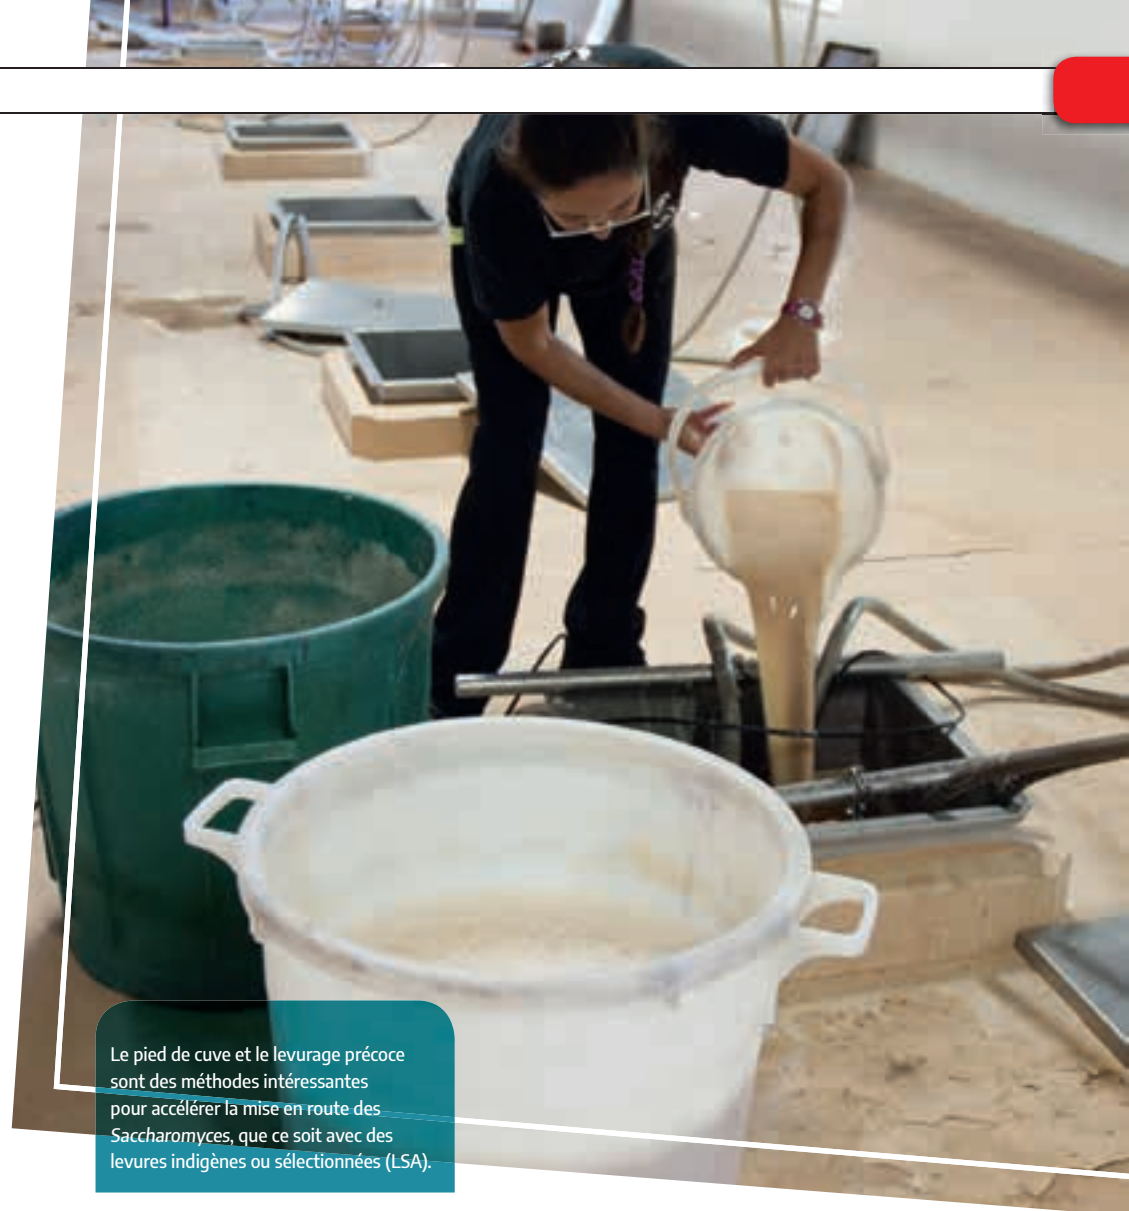 Le pied de cuve et le levurage précoce
sont des méthodes intéressantes
pour accélérer la mise en route des
Saccharomyces, que ce soit avec des
levures indigènes ou sélectionnées (LSA).